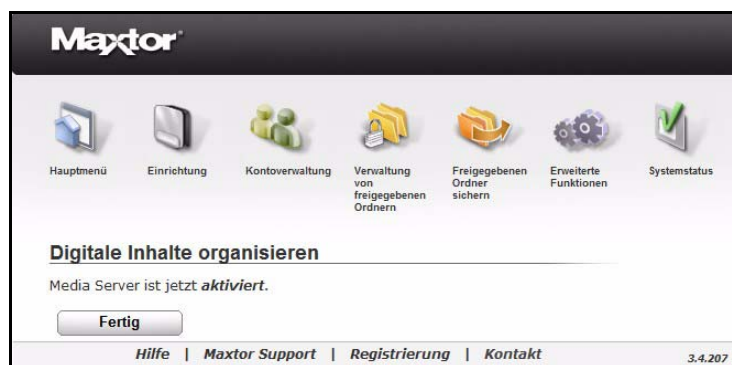 Maxtor
Hauptmenü
Einrichtung
Kontoverwaltung
Verwaltung
von
freigegebenen
Ordnern
Freigegebenen
Ordner
sichern
Erweiterte
Funktionen
Systemstatus
Digitale Inhalte organisieren
Media Server ist jetzt aktiviert.
Fertig
Hilfe | Maxtor Support | Registrierung | Kontakt
3.4.207